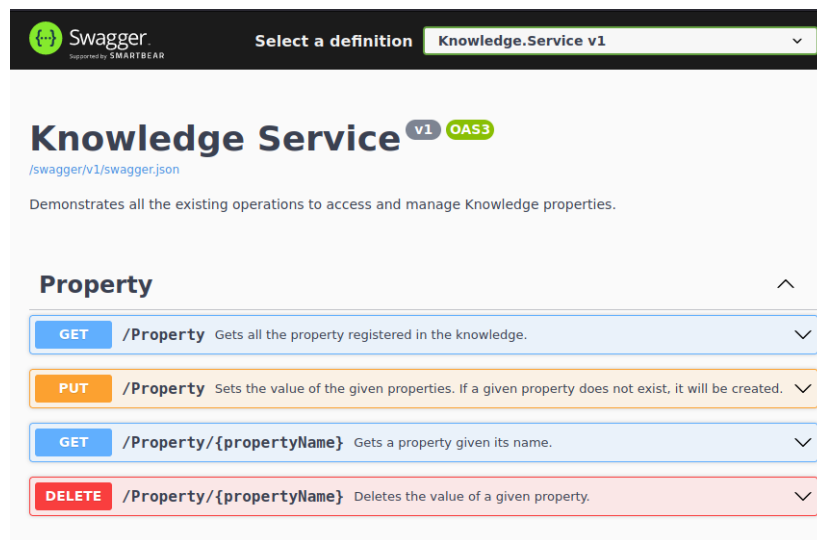 Swagger.
Supported by SMARTBEAR
Select a definition
Knowledge.Service v1
Knowledge Service v1 OAS3
/swagger/v1/swagger.json
Demonstrates all the existing operations to access and manage Knowledge properties.
Property
GET /Property Gets all the property registered in the knowledge.
PUT /Property Sets the value of the given properties. If a given property does not exist, it will be created.
GET /Property/{propertyName} Gets a property given its name.
DELETE /Property/{propertyName} Deletes the value of a given property.